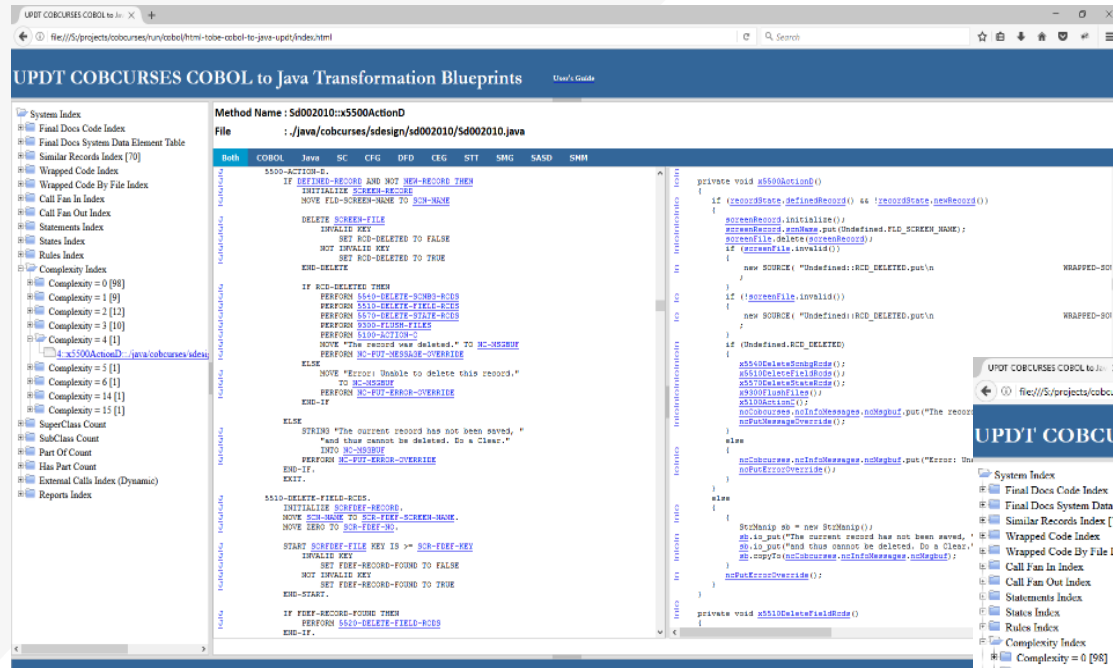 UPDT COBCURSES COBOL to Ja
file:///S:/projects/cobcurses/run/cobol/html-tobe-cobol-to-java-updt/index.html
Search
UPDT COBCURSES COBOL to Java Transformation Blueprints User's Guide
System Index
Final Docs Code Index
Final Docs System Data Element Table
Similar Records Index [70]
Wrapped Code Index
Wrapped Code By File Index
Call Fan In Index
Call Fan Out Index
Statements Index
States Index
Rules Index
Complexity Index
Complexity = 0 [98]
Complexity = 1 [9]
Complexity = 2 [12]
Complexity = 3 [10]
Complexity = 4 [1]
4::x5500ActionD::./java/cobcurses/sdesig
Complexity = 5 [1]
Complexity = 6 [1]
Complexity = 14 [1]
Complexity = 15 [1]
SuperClass Count
SubClass Count
Part Of Count
Has Part Count
External Calls Index (Dynamic)
Reports Index
Method Name : Sd002010::x5500ActionD
File : ./java/cobcurses/sdesign/sd002010/Sd002010.java
Both COBOL Java SC CFG DFD CEG STT SMG SASD SNM
5500-ACTION-D.
IF DEFINED-RECORD AND NOT NEW-RECORD THEN
INITIALIZE SCREEN-RECORD
MOVE FLD-SCREEN-NAME TO SCN-NAME
DELETE SCREEN-FILE
INVALID KEY
SET RCD-DELETED TO FALSE
NOT INVALID KEY
SET RCD-DELETED TO TRUE
END-DELETE
IF RCD-DELETED THEN
PERFORM 5540-DELETE-SCNBG-RCDS
PERFORM 5510-DELETE-FIELD-RCDS
PERFORM 5570-DELETE-STATE-RCDS
PERFORM 9300-FLUSH-FILES
PERFORM 5100-ACTION-C
MOVE "The record was deleted." TO NC-MSGBUF
PERFORM NC-PUT-MESSAGE-OVERRIDE
ELSE
MOVE "Error: Unable to delete this record."
TO NC-MSGBUF
PERFORM NC-PUT-ERROR-OVERRIDE
END-IF
ELSE
STRING "The current record has not been saved, "
"and thus cannot be deleted. Do a Clear."
INTO NC-MSGBUF
PERFORM NC-PUT-ERROR-OVERRIDE
END-IF.
EXIT.
5510-DELETE-FIELD-RCDS.
INITIALIZE SCRFDEF-RECORD.
MOVE SCN-NAME TO SCR-FDEF-SCREEN-NAME.
MOVE ZERO TO SCR-FDEF-NO.
START SCRFDEF-FILE KEY IS >= SCR-FDEF-KEY
INVALID KEY
SET FDEF-RECORD-FOUND TO FALSE
NOT INVALID KEY
SET FDEF-RECORD-FOUND TO TRUE
END-START.
IF FDEF-RECORD-FOUND THEN
PERFORM 5520-DELETE-FIELD-RCDS
END-IF.
private void x5500ActionD()
{
if (recordState.definedRecord() && !recordState.newRecord())
{
screenRecord.initialize();
screenRecord.scnName.put(Undefined.FLD_SCREEN_NAME);
screenFile.delete(screenRecord);
if (screenFile.invalid())
{
new SOURCE( "Undefined::RCD_DELETED.put\n WRAPPED-SOU
;
}
if (!screenFile.invalid())
{
new SOURCE( "Undefined::RCD_DELETED.put\n WRAPPED-SOU
;
}
if (Undefined.RCD_DELETED)
{
x5540DeleteScnbgRcds();
x5510DeleteFieldRcds();
x5570DeleteStateRcds();
x9300FlushFiles();
x5100ActionC();
ncCobcurses.ncInfoMessages.ncMsgbuf.put("The record
ncPutMessageOverride();
}
else
{
ncCobcurses.ncInfoMessages.ncMsgbuf.put("Error: Una
ncPutErrorOverride();
}
}
else
{
{
StrManip sb = new StrManip();
sb.io_put("The current record has not been saved, "
sb.io_put("and thus cannot be deleted. Do a Clear."
sb.copyTo(ncCobcurses.ncInfoMessages.ncMsgbuf);
}
ncPutErrorOverride();
}
}
private void x5510DeleteFieldRcds()
{
UPDT COBCURSES COBOL to Ja
file:///S:/projects/cobcu
UPDT COBCU
System Index
Final Docs Code Index
Final Docs System Data
Similar Records Index [7
Wrapped Code Index
Wrapped Code By File I
Call Fan In Index
Call Fan Out Index
Statements Index
States Index
Rules Index
Complexity Index
Complexity = 0 [98]